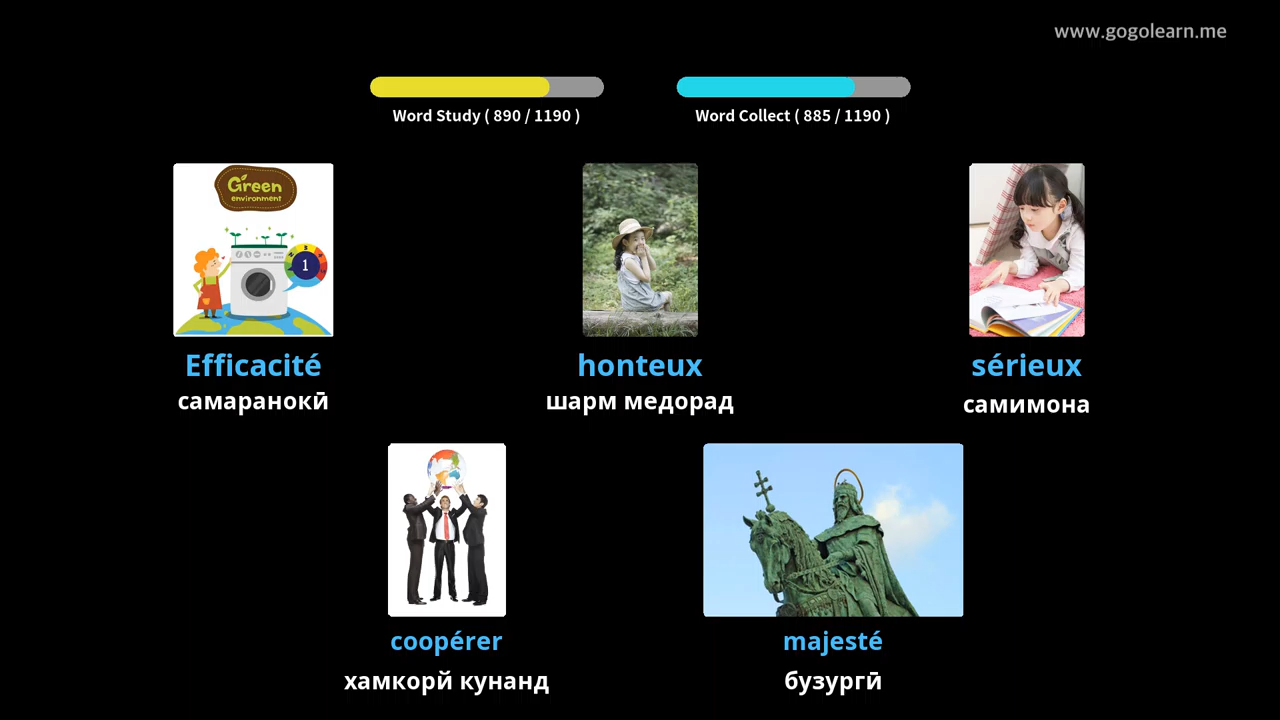 www.gogolearn.me
Word Study ( 890 / 1190 )
Word Collect ( 885 / 1190 )
Green
environment
3
1
Efficacité
самаранокӣ
honteux
шарм медорад
sérieux
самимона
coopérer
хамкорӣ кунанд
majesté
бузургӣ